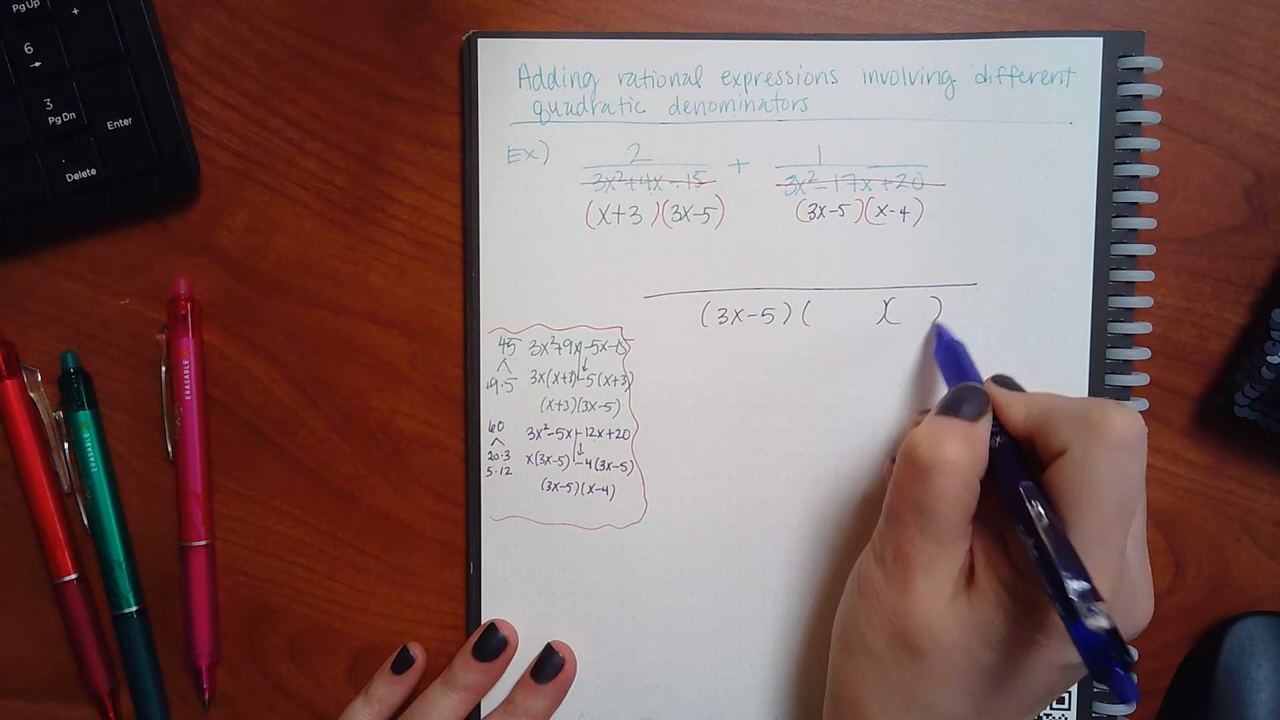 PgUp
+
6
3
PgDn
Enter
Delete
ERASABLE
ERASABLE
ERASABLE
Adding rational expressions involving different
quadratic denominators
Ex) 2 + 1
3x²+4x-15 3x²-17x+20
(x+3)(3x-5) (3x-5)(x-4)
(3x-5)( )( )
45 3x²+9x-5x-15
9·5 3x(x+3)-5(x+3)
(x+3)(3x-5)
60 3x²-5x-12x+20
20·3 x(3x-5)-4(3x-5)
5·12
(3x-5)(x-4)